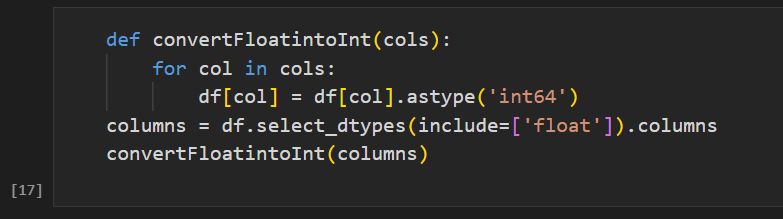 def convertFloatintoInt(cols):
    for col in cols:
        df[col] = df[col].astype('int64')
columns = df.select_dtypes(include=['float']).columns
convertFloatintoInt(columns)
[17]